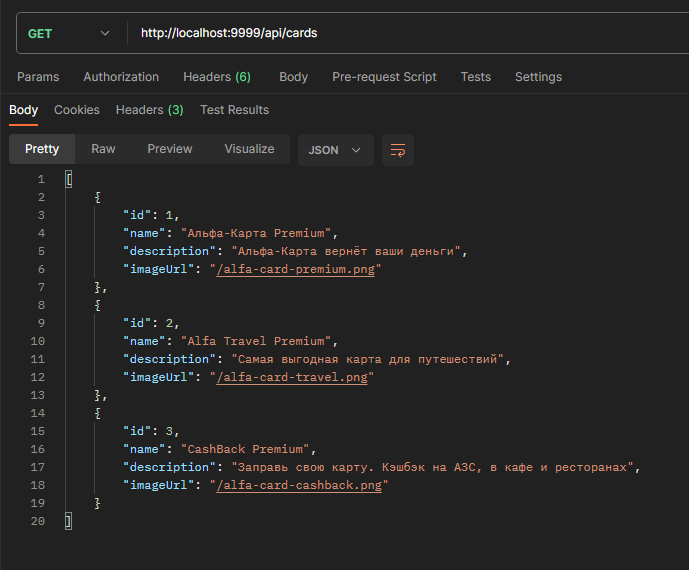 GET http://localhost:9999/api/cards
Params Authorization Headers (6) Body Pre-request Script Tests Settings
Body Cookies Headers (3) Test Results
Pretty Raw Preview Visualize JSON
1 [
2 {
3 "id": 1,
4 "name": "Альфа-Карта Premium",
5 "description": "Альфа-Карта вернёт ваши деньги",
6 "imageUrl": "/alfa-card-premium.png"
7 },
8 {
9 "id": 2,
10 "name": "Alfa Travel Premium",
11 "description": "Самая выгодная карта для путешествий",
12 "imageUrl": "/alfa-card-travel.png"
13 },
14 {
15 "id": 3,
16 "name": "CashBack Premium",
17 "description": "Заправь свою карту. Кэшбэк на АЗС, в кафе и ресторанах",
18 "imageUrl": "/alfa-card-cashback.png"
19 }
20 ]